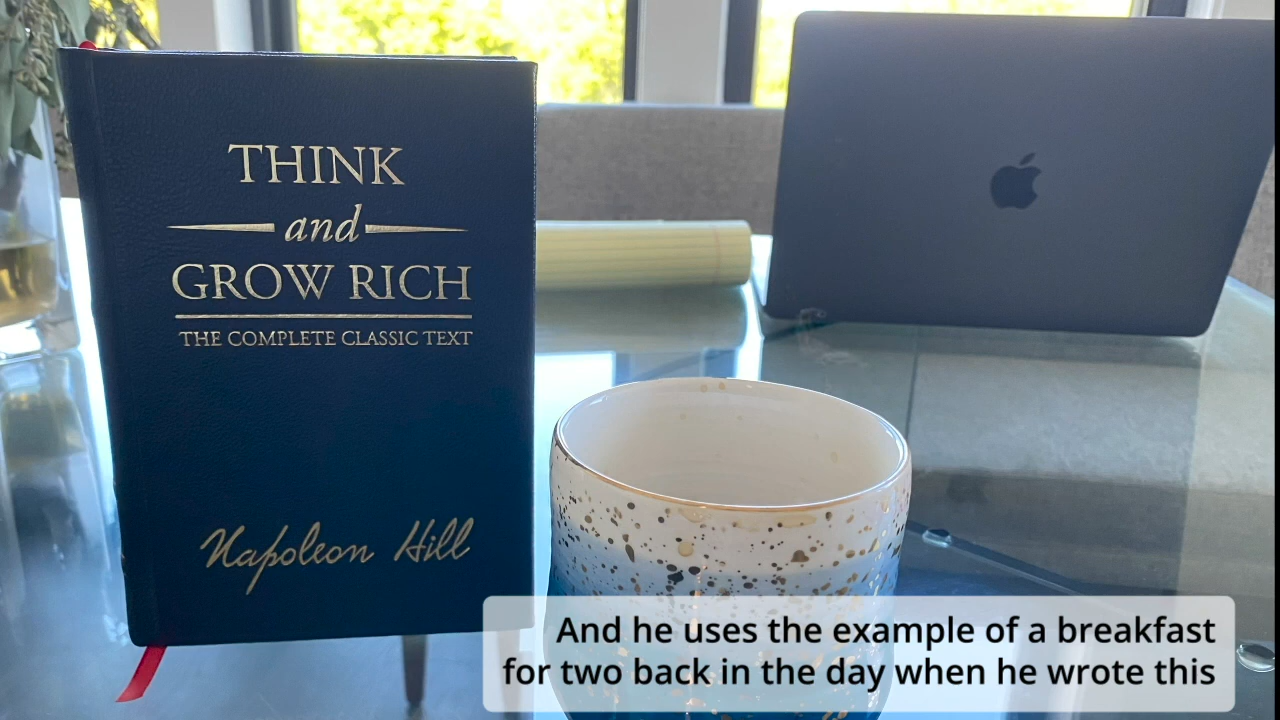 THINK
and
GROW RICH
THE COMPLETE CLASSIC TEXT
Napoleon Hill
And he uses the example of a breakfast
for two back in the day when he wrote this